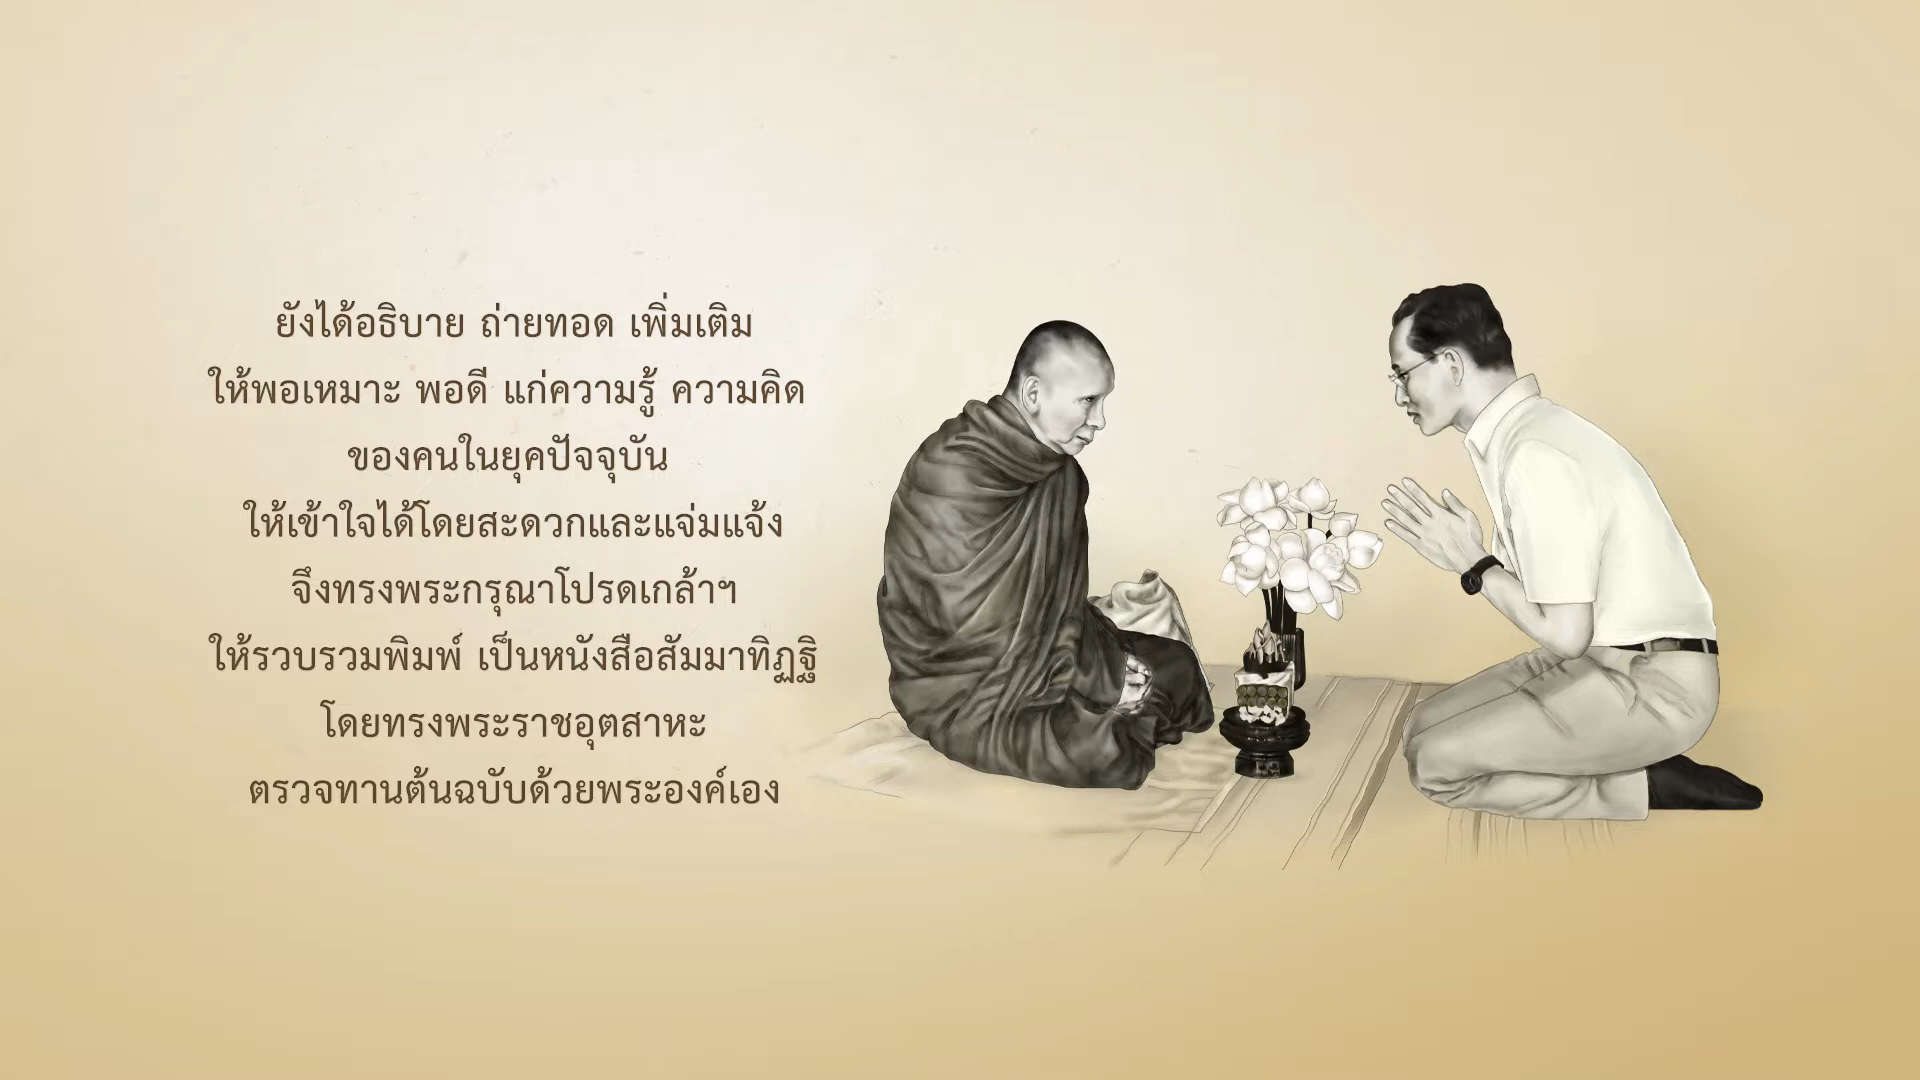 ยังได้อธิบาย ถ่ายทอด เพิ่มเติม
ให้พอเหมาะ พอดี แก่ความรู้ ความคิด
ของคนในยุคปัจจุบัน
ให้เข้าใจได้โดยสะดวกและแจ่มแจ้ง
จึงทรงพระกรุณาโปรดเกล้าฯ
ให้รวบรวมพิมพ์ เป็นหนังสือสัมมาทิฏฐิ
โดยทรงพระราชอุตสาหะ
ตรวจทานต้นฉบับด้วยพระองค์เอง